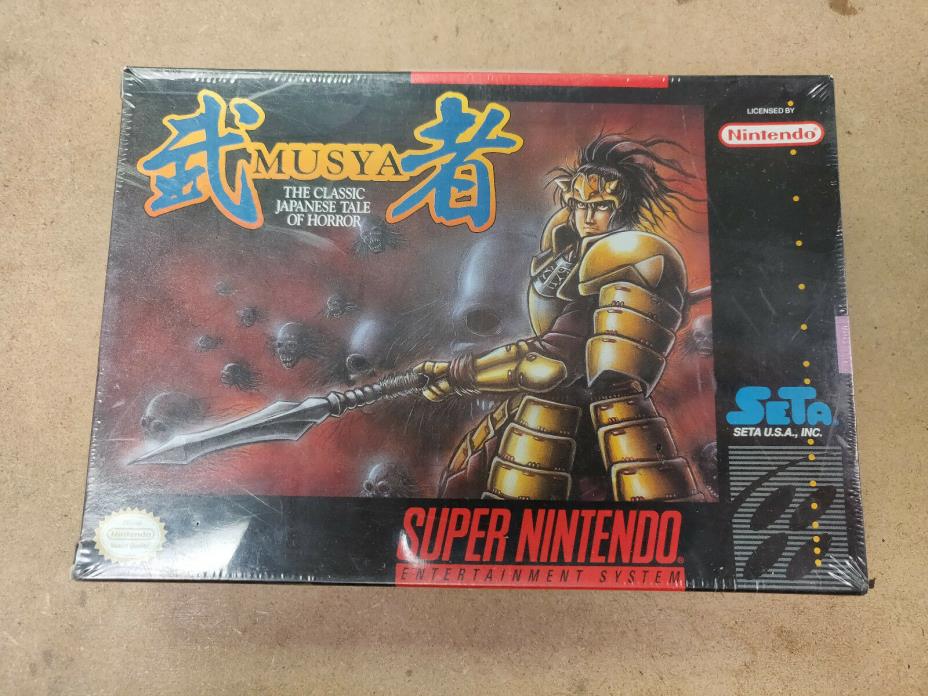 武 MUSYA 者
THE CLASSIC
JAPANESE TALE
OF HORROR
LICENSED BY
Nintendo®
SETA
SETA U.S.A., INC.
Nintendo
SUPER NINTENDO®
ENTERTAINMENT SYSTEM